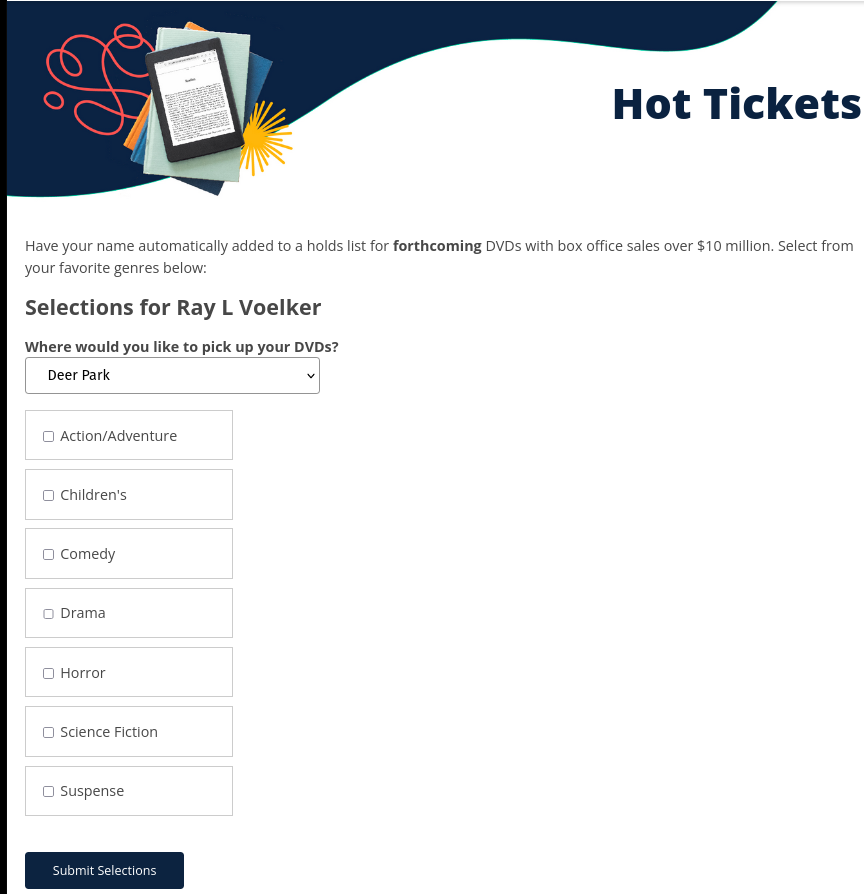 Hot Tickets
Have your name automatically added to a holds list for forthcoming DVDs with box office sales over $10 million. Select from
your favorite genres below:
Selections for Ray L Voelker
Where would you like to pick up your DVDs?
Deer Park
Action/Adventure
Children's
Comedy
Drama
Horror
Science Fiction
Suspense
Submit Selections